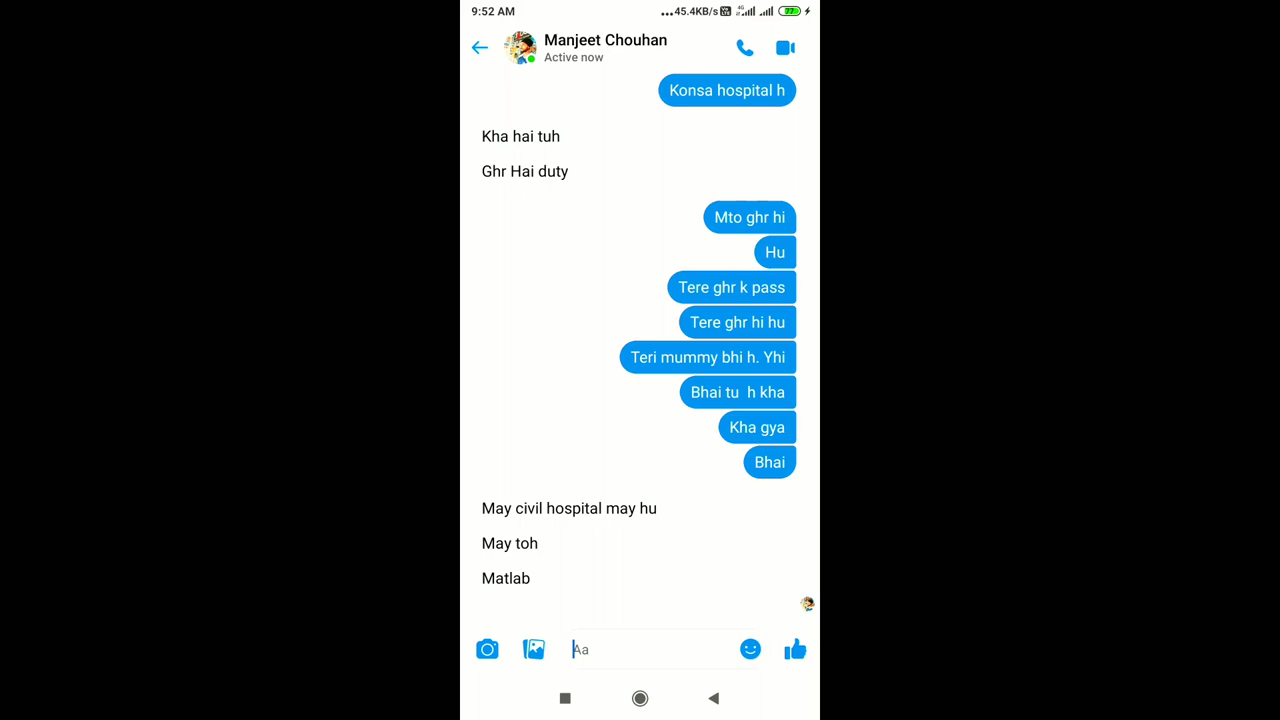 9:52 AM
...45.4KB/s
4G
77
Manjeet Chouhan
Active now
Konsa hospital h
Kha hai tuh
Ghr Hai duty
Mto ghr hi
Hu
Tere ghr k pass
Tere ghr hi hu
Teri mummy bhi h. Yhi
Bhai tu  h kha
Kha gya
Bhai
May civil hospital may hu
May toh
Matlab
Aa